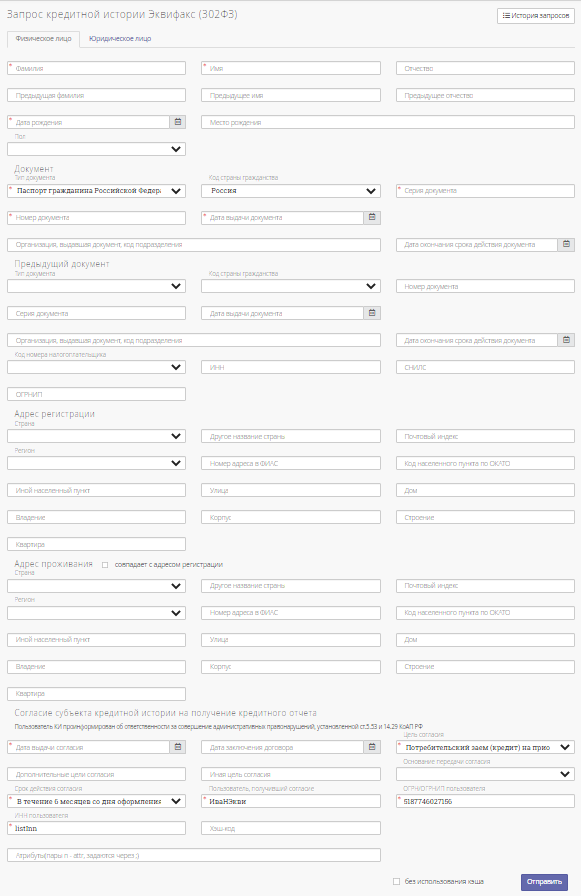 Запрос кредитной истории Эквифакс (302ФЗ)
История запросов
Физическое лицо Юридическое лицо
* Фамилия * Имя Отчество
Предыдущая фамилия Предыдущее имя Предыдущее отчество
* Дата рождения Место рождения
Пол
Документ
Тип документа Код страны гражданства
* Паспорт гражданина Российской Федера Россия * Серия документа
* Номер документа * Дата выдачи документа
Организация, выдавшая документ, код подразделения Дата окончания срока действия документа
Предыдущий документ
Тип документа Код страны гражданства
Номер документа
Серия документа Дата выдачи документа
Организация, выдавшая документ, код подразделения Дата окончания срока действия документа
Код номера налогоплательщика
ИНН СНИЛС
ОГРНИП
Адрес регистрации
Страна
Другое название страны Почтовый индекс
Регион
Номер адреса в ФИАС Код населенного пункта по ОКАТО
Иной населенный пункт Улица Дом
Владение Корпус Строение
Квартира
Адрес проживания совпадает с адресом регистрации
Страна
Другое название страны Почтовый индекс
Регион
Номер адреса в ФИАС Код населенного пункта по ОКАТО
Иной населенный пункт Улица Дом
Владение Корпус Строение
Квартира
Согласие субъекта кредитной истории на получение кредитного отчета
Пользователь КИ проинформирован об ответственности за совершение административных правонарушений, установленной ст.5.53 и 14.29 КоАП РФ
Цель согласия
* Дата выдачи согласия Дата заключения договора * Потребительский заем (кредит) на прио
Основание передачи согласия
Дополнительные цели согласия Иная цель согласия
Срок действия согласия Пользователь, получивший согласие ОГРН/ОГРНИП пользователя
* В течение 6 месяцев со дня оформления * ИваНЭкви * 5187746027156
ИНН пользователя
* listInn Хэш-код
Атрибуты(пары n - attr, задаются через ;)
без использования хэша Отправить